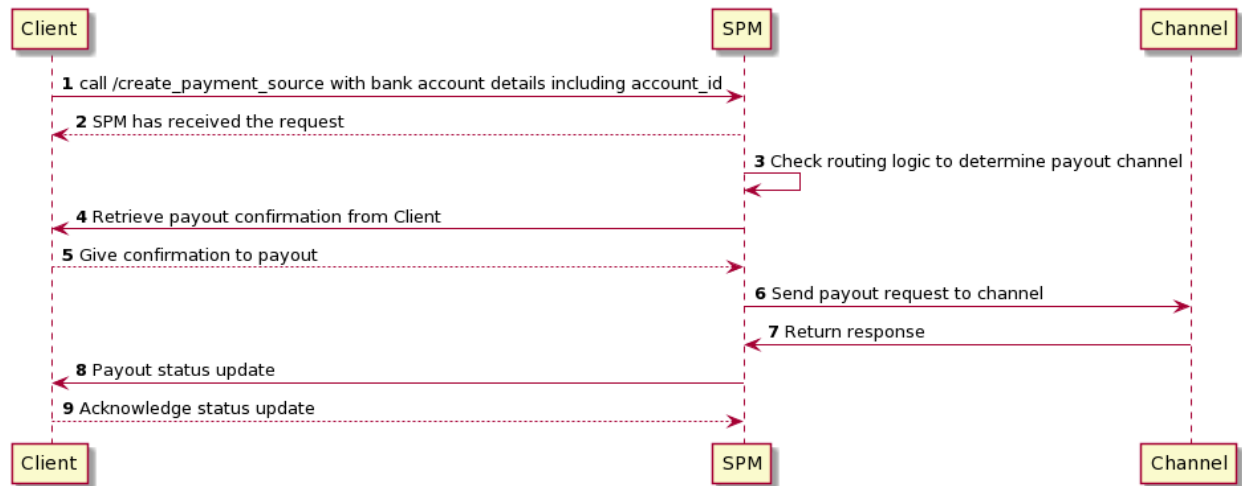 Client SPM Channel
1 call /create_payment_source with bank account details including account_id
2 SPM has received the request
3 Check routing logic to determine payout channel
4 Retrieve payout confirmation from Client
5 Give confirmation to payout
6 Send payout request to channel
7 Return response
8 Payout status update
9 Acknowledge status update
Client SPM Channel